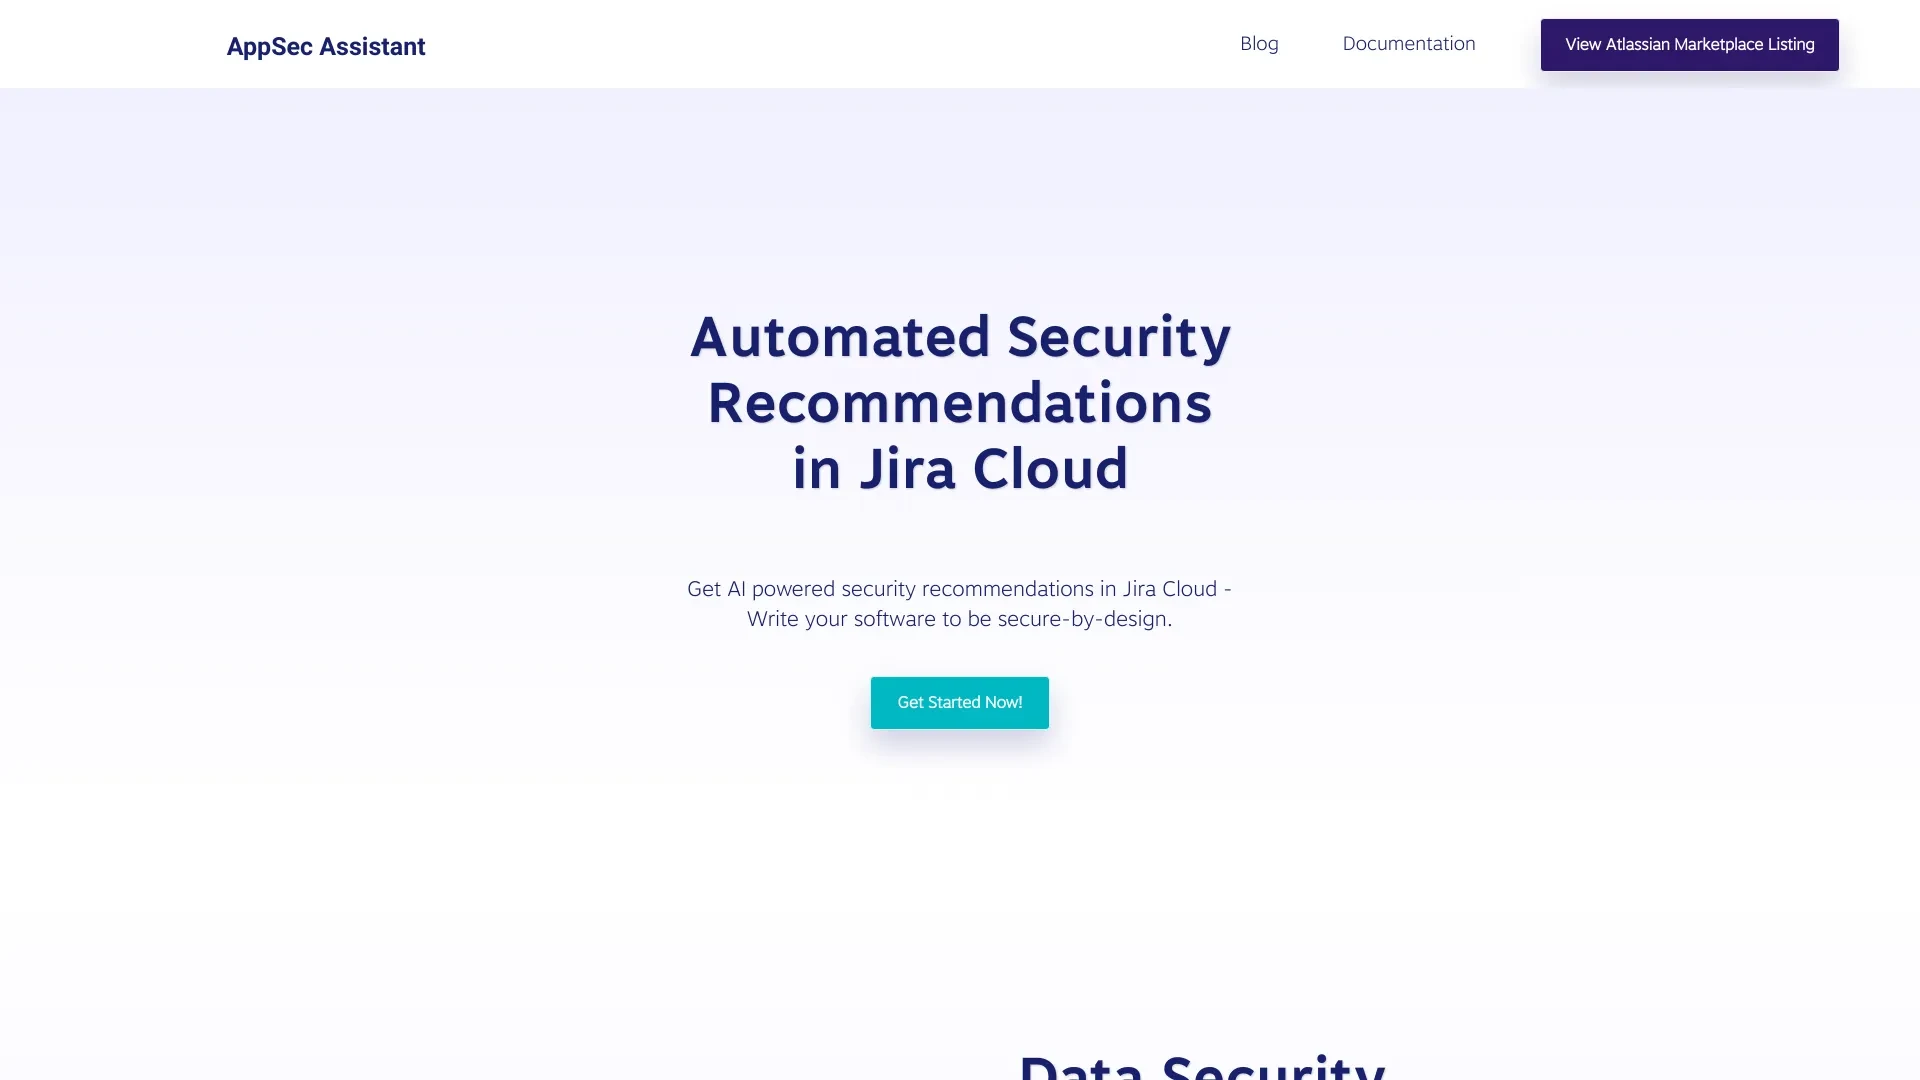 AppSec Assistant
Blog
Documentation
View Atlassian Marketplace Listing
Automated Security
Recommendations
in Jira Cloud
Get AI powered security recommendations in Jira Cloud -
Write your software to be secure-by-design.
Get Started Now!
Data Security